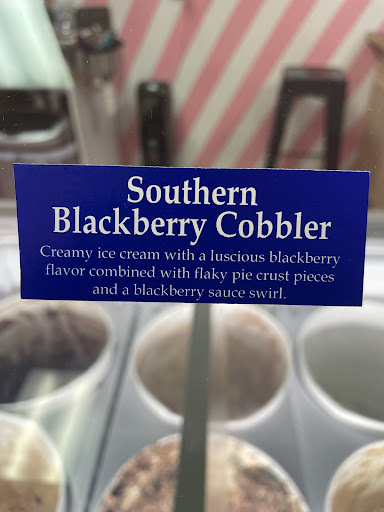 Southern
Blackberry Cobbler
Creamy ice cream with a luscious blackberry
flavor combined with flaky pie crust pieces
and a blackberry sauce swirl.